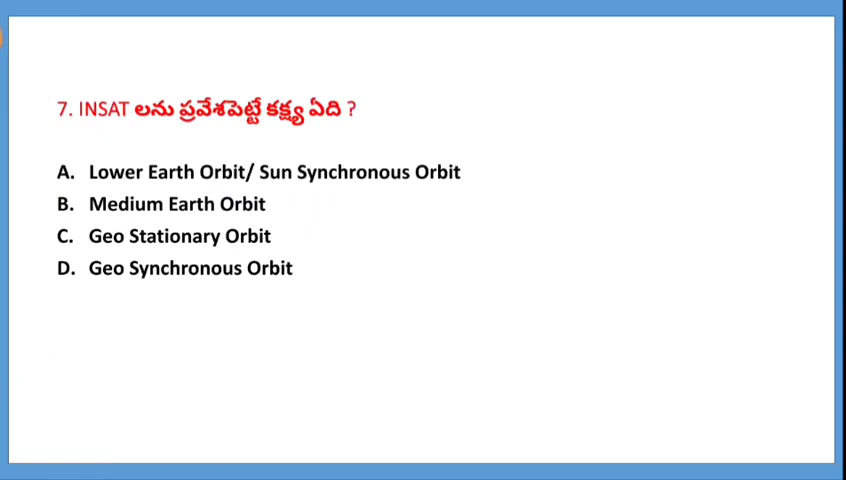 7. INSAT లను ప్రవేశపెట్టే కక్ష్య ఏది ?
A. Lower Earth Orbit/ Sun Synchronous Orbit
B. Medium Earth Orbit
C. Geo Stationary Orbit
D. Geo Synchronous Orbit